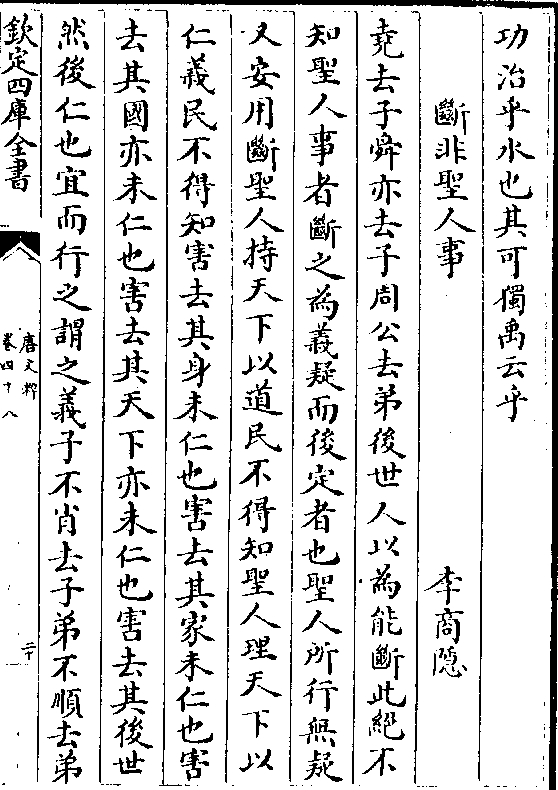 功治乎水也其可獨禹云乎
斷非聖人事 李商隱
堯去子舜亦去子周公去弟後世人以為能斷此絕不
知聖人事者斷之為義疑而後定者也聖人所行無疑
又安用斷聖人持天下以道民不得知聖人理天下以
仁義民不得知害去其身未仁也害去其家未仁也害
去其國亦未仁也害去其天下亦未仁也害去其後世
然後仁也宜而行之謂之義子不肖去子弟不順去弟
欽定四庫全書
唐文粹
卷四十八
二十